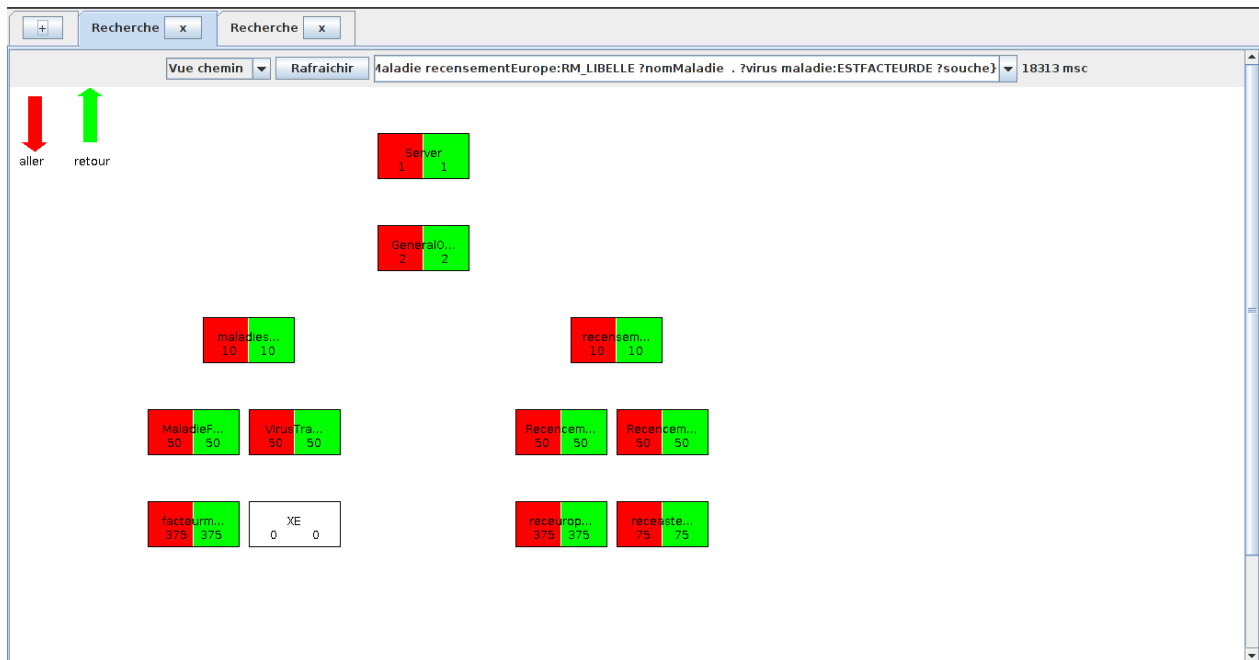 + Recherche x Recherche x
Vue chemin Rafraichir Maladie recensementEurope:RM_LIBELLE ?nomMaladie . ?virus maladie:ESTFACTEURDE ?souche} 18313 msc
aller retour
Server
1 1
GeneralO...
2 2
maladies... recensem...
10 10 10 10
MaladieF... VirusTra... Recencem... Recencem...
50 50 50 50 50 50 50 50
facteurm... XE receurop... receaste...
375 375 0 0 375 375 75 75